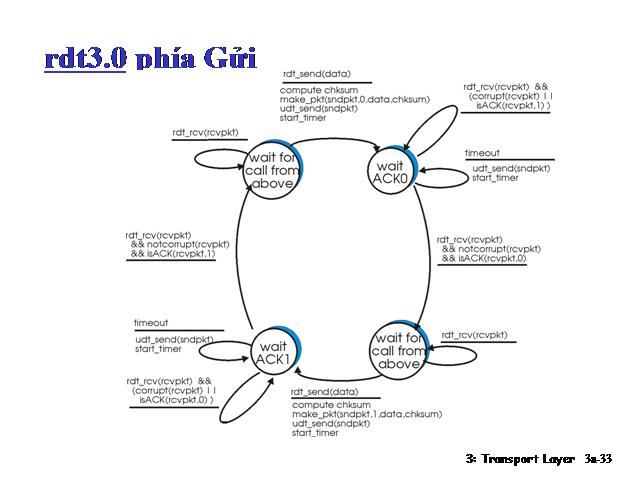 rdt3.0 phía Gửi
rdt_send(data)
compute chksum
make_pkt(sndpkt,0,data,chksum)
udt_send(sndpkt)
start_timer
rdt_rcv(rcvpkt) &&
(corrupt(rcvpkt) ||
isACK(rcvpkt,1) )
rdt_rcv(rcvpkt)
wait for
call from
above
wait
ACK0
timeout
udt_send(sndpkt)
start_timer
rdt_rcv(rcvpkt)
&& notcorrupt(rcvpkt)
&& isACK(rcvpkt,1)
rdt_rcv(rcvpkt)
&& notcorrupt(rcvpkt)
&& isACK(rcvpkt,0)
timeout
udt_send(sndpkt)
start_timer
wait
ACK1
wait for
call from
above
rdt_rcv(rcvpkt)
rdt_rcv(rcvpkt) &&
(corrupt(rcvpkt) ||
isACK(rcvpkt,0) )
rdt_send(data)
compute chksum
make_pkt(sndpkt,1,data,chksum)
udt_send(sndpkt)
start_timer
3: Transport Layer 3a-33